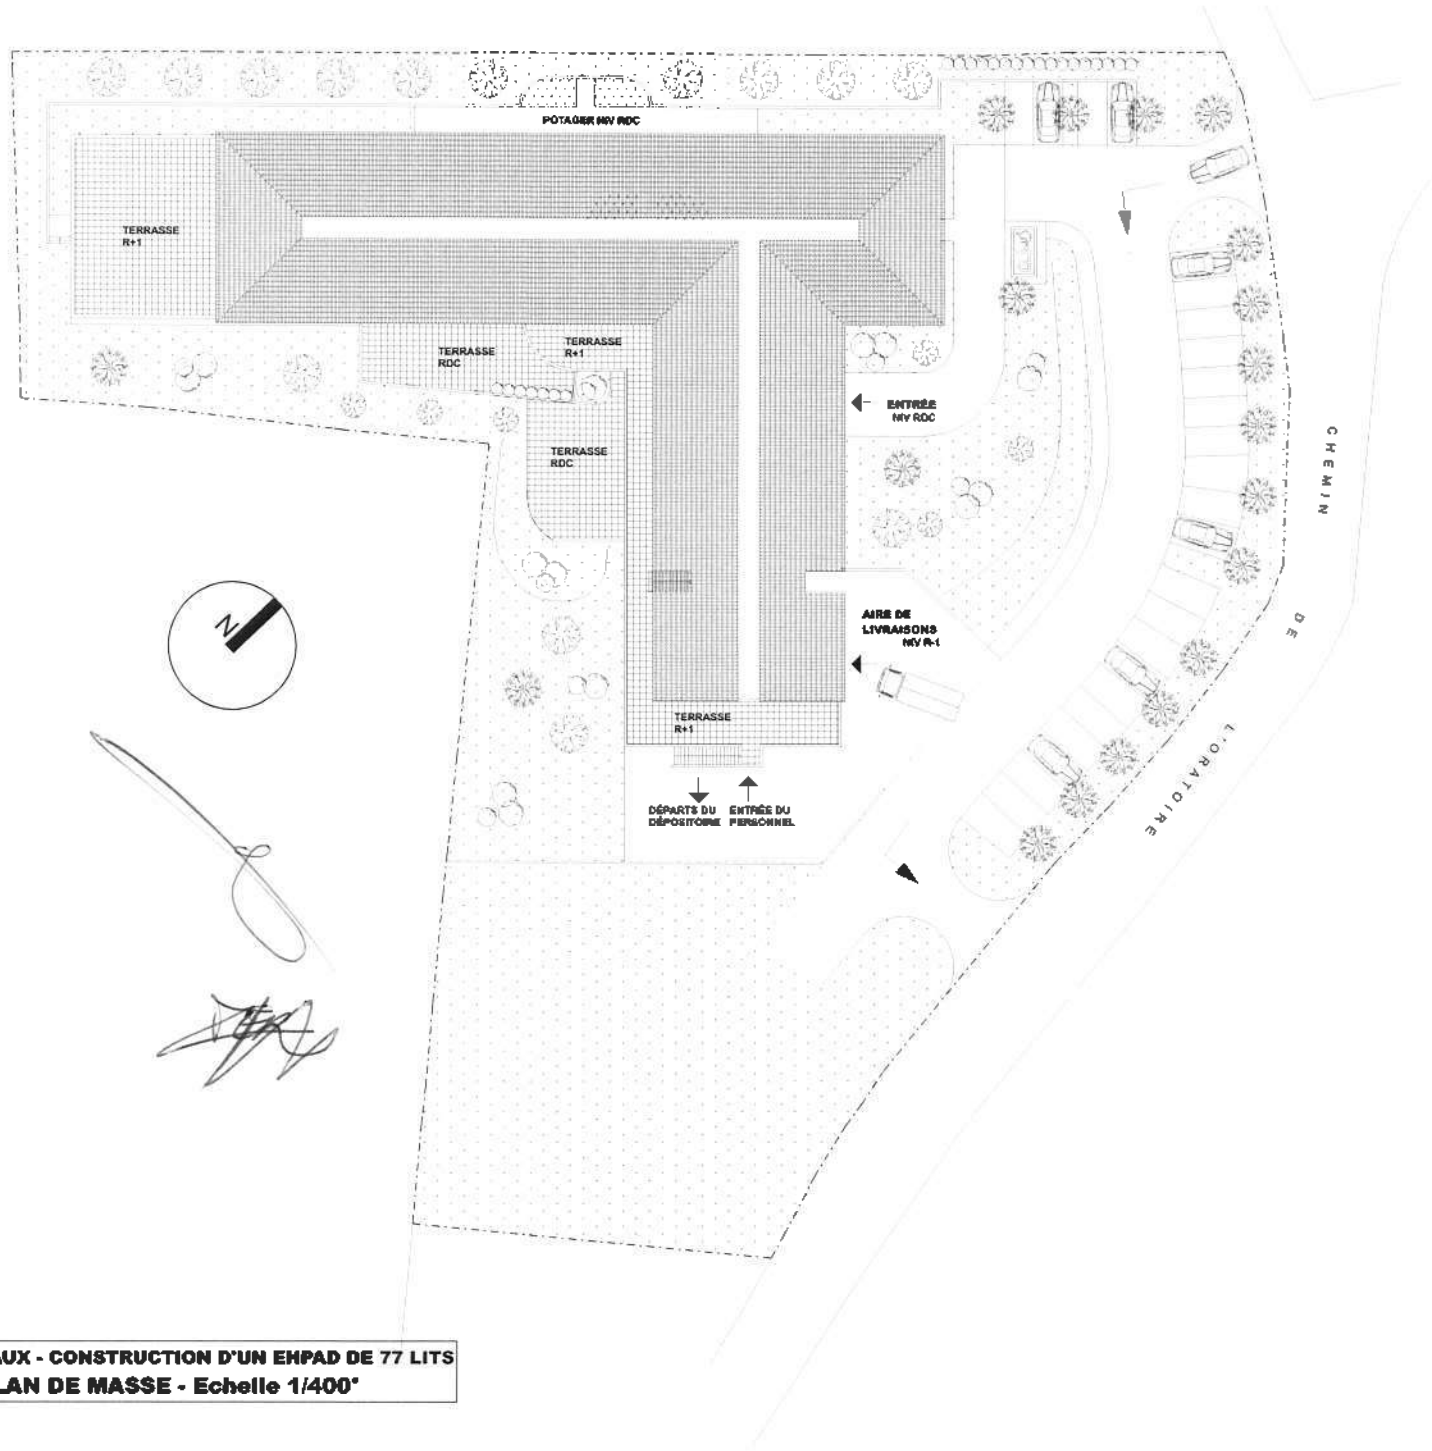 POTAGER NIV RDC
TERRASSE
R+1
TERRASSE
RDC
TERRASSE
R+1
ENTRÉE
NIV RDC
TERRASSE
RDC
CHEMIN DE L'ORATOIRE
N
AIRE DE
LIVRAISONS
NIV R-1
TERRASSE
R+1
DÉPARTS DU
DÉPOSITOIRE
ENTRÉE DU
PERSONNEL
AUX - CONSTRUCTION D'UN EHPAD DE 77 LITS
LAN DE MASSE - Echelle 1/400°